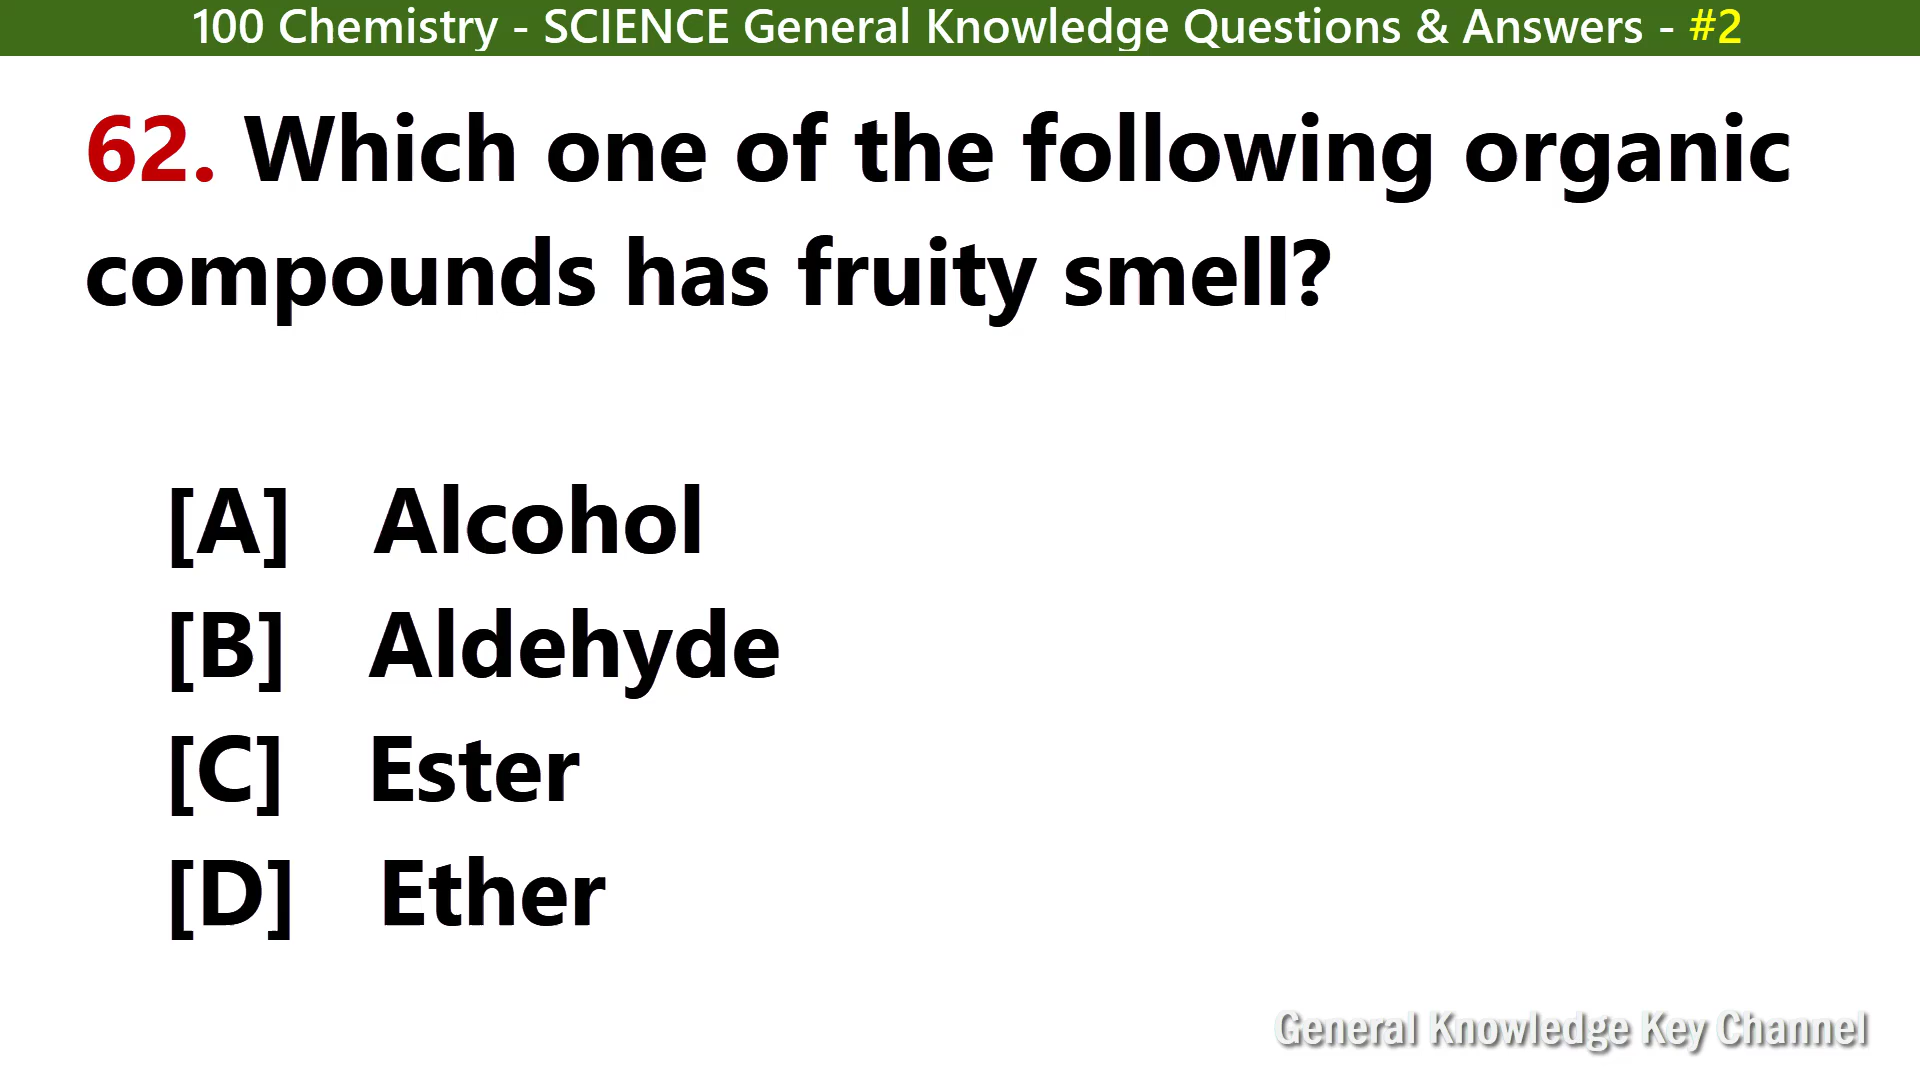 100 Chemistry - SCIENCE General Knowledge Questions & Answers - #2
62. Which one of the following organic
compounds has fruity smell?
[A] Alcohol
[B] Aldehyde
[C] Ester
[D] Ether
General Knowledge Key Channel